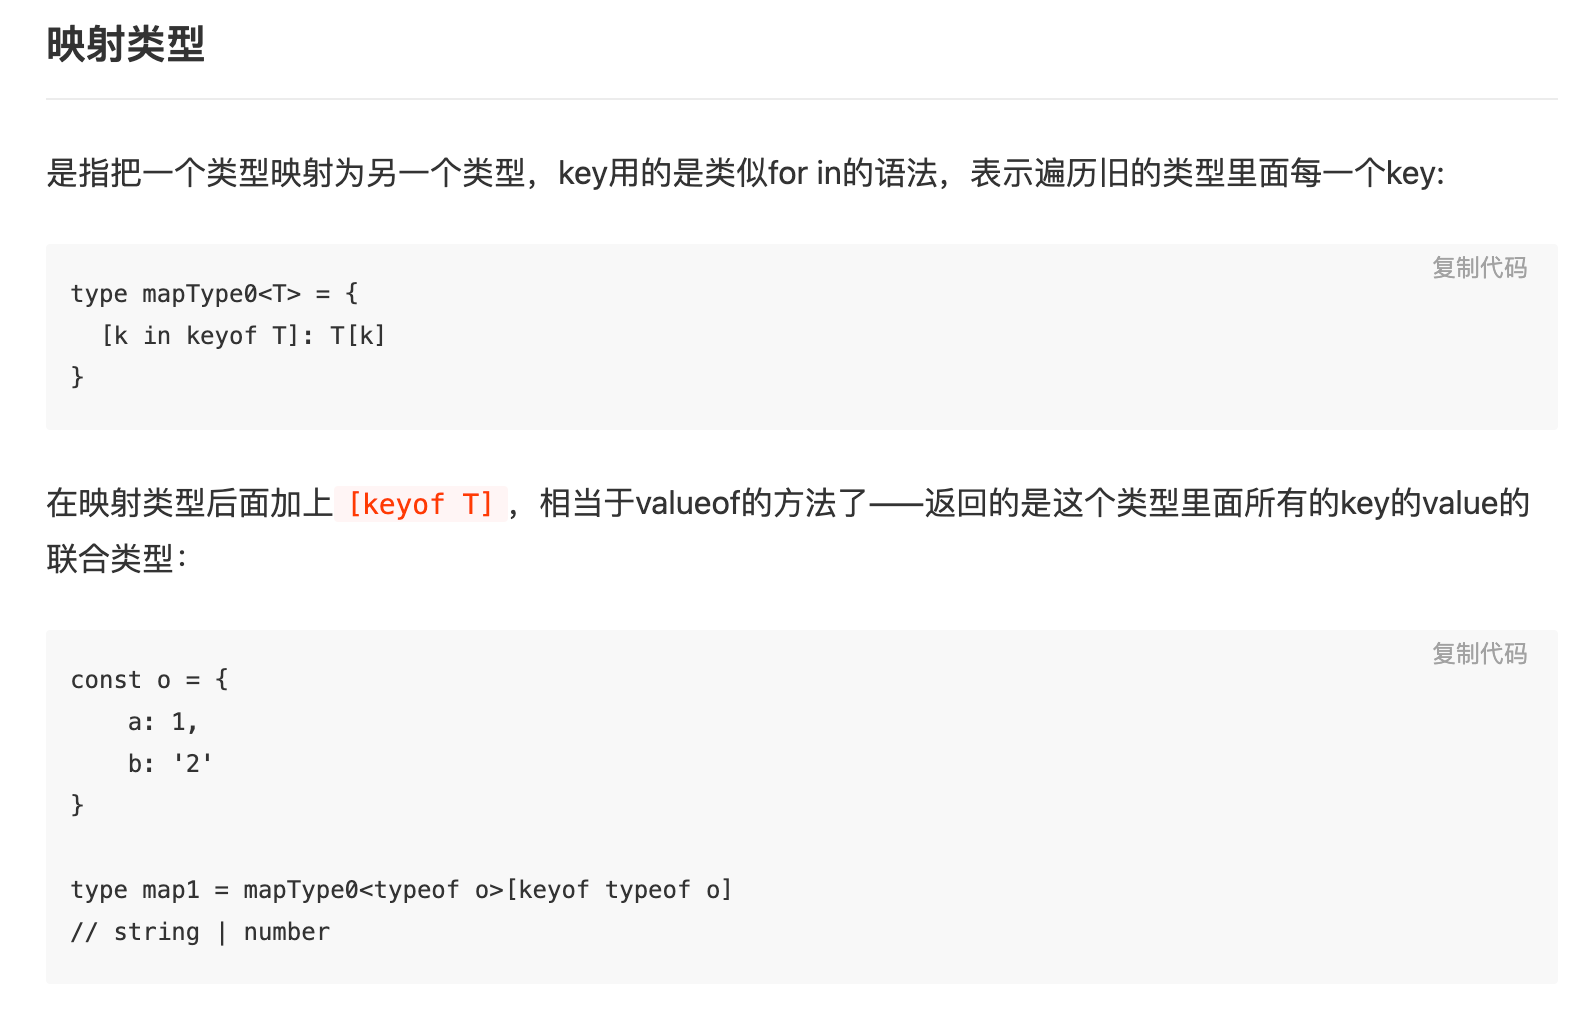 映射类型
是指把一个类型映射为另一个类型，key用的是类似for in的语法，表示遍历旧的类型里面每一个key:
复制代码
type mapType0<T> = {
  [k in keyof T]: T[k]
}
在映射类型后面加上 [keyof T] ，相当于valueof的方法了——返回的是这个类型里面所有的key的value的
联合类型：
复制代码
const o = {
    a: 1,
    b: '2'
}
type map1 = mapType0<typeof o>[keyof typeof o]
// string | number